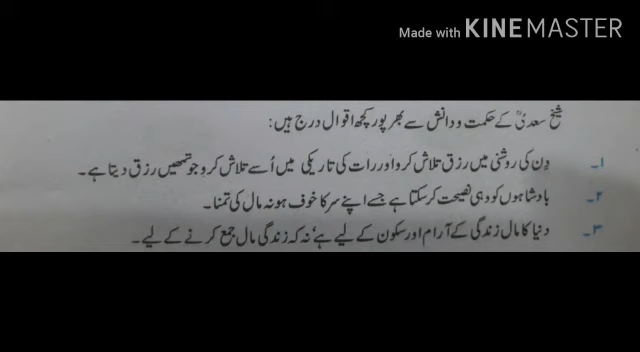 Made with KINEMASTER
شیخ سعدیؒ کے حکمت و دانش سے بھرپور کچھ اقوال درج ہیں:
۱۔ دِن کی روشنی میں رزق تلاش کرو اور رات کی تاریکی میں اُسے تلاش کرو جو تمھیں رزق دیتا ہے۔
۲۔ بادشاہوں کو وہی نصیحت کر سکتا ہے جسے اپنے سر کا خوف ہو نہ مال کی تمنا۔
۳۔ دنیا کا مال زندگی کے آرام اور سکون کے لیے ہے، نہ کہ زندگی مال جمع کرنے کے لیے۔